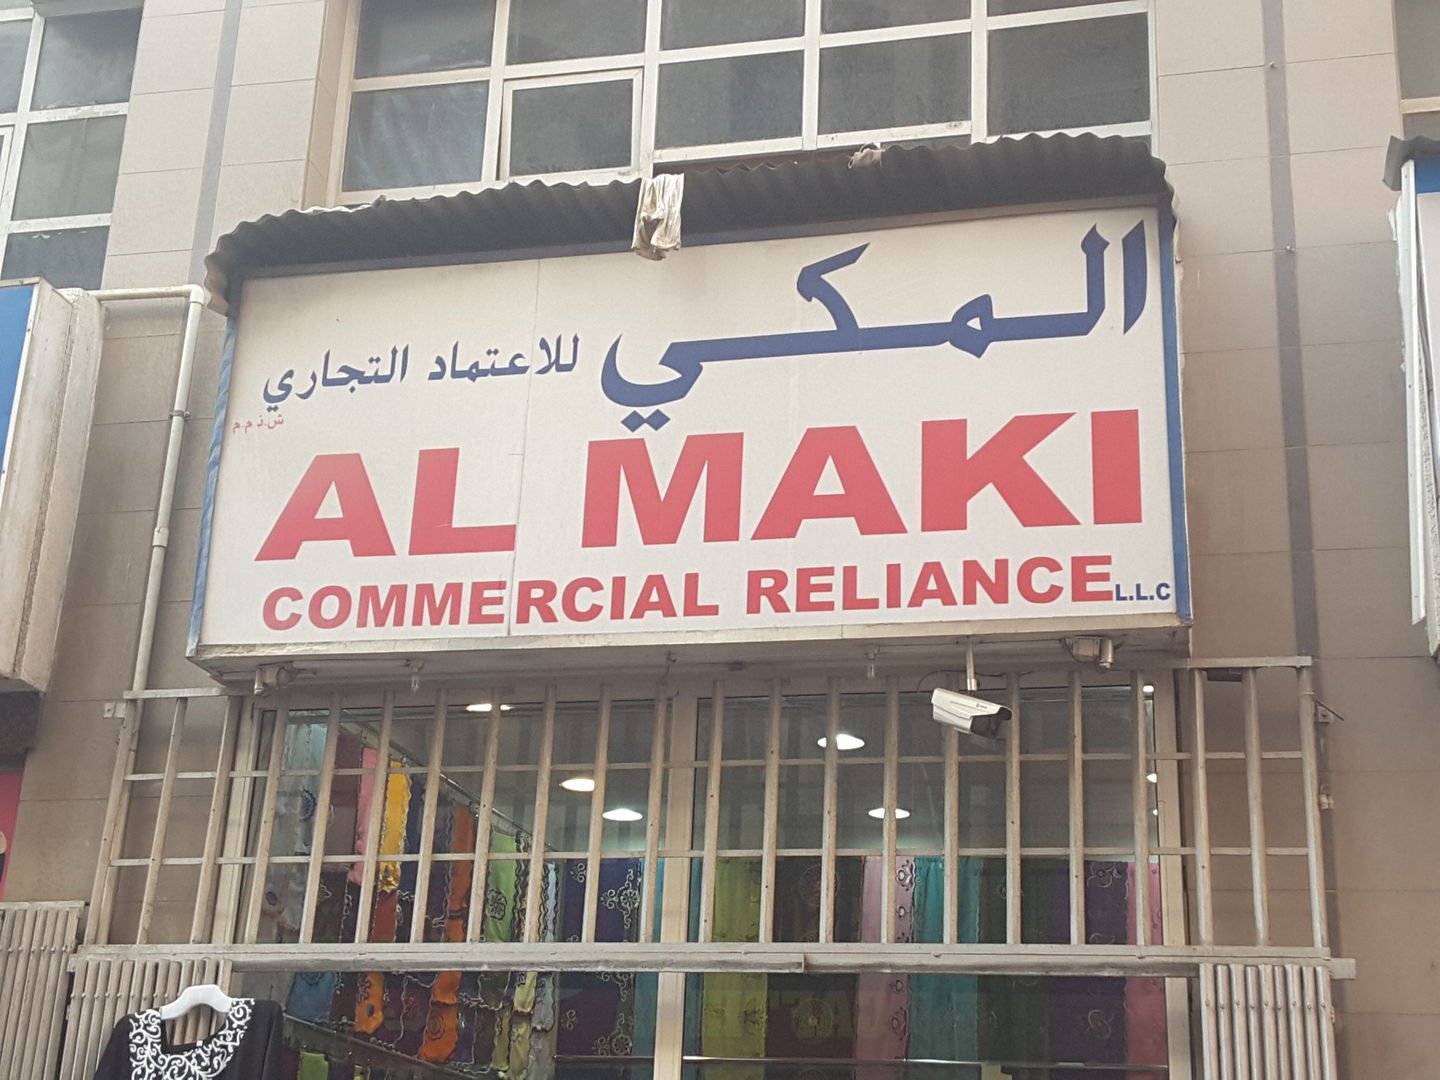 المكي للاعتماد التجاري
ش.ذ م.م
AL MAKI
COMMERCIAL RELIANCE L.L.C